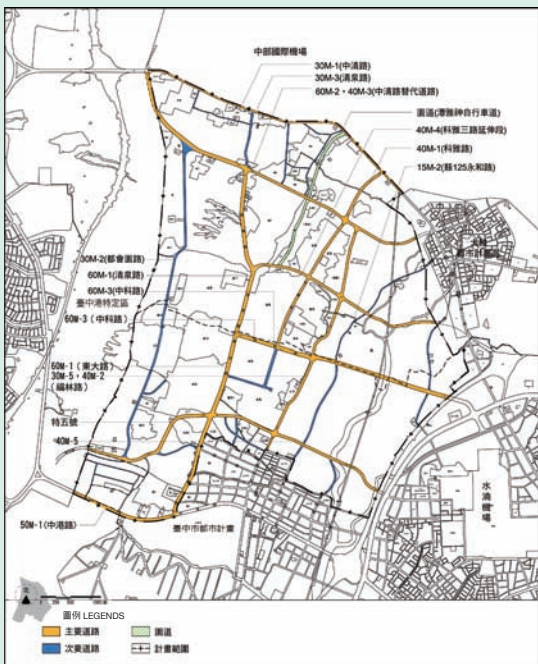 中部國際機場
30M-1(中清路)
30M-3(清泉路)
60M-2、40M-3(中清路替代道路)
園道(潭雅神自行車道)
40M-4(科雅三路延伸段)
40M-1(科雅路)
15M-2(縣125永和路)
30M-2(都會園路)
60M-1(清泉路)
60M-3(中科路)
臺中港特定區
60M-3(中科路)
60M-1(東大路)
30M-5、40M-2
(福林路)
特五號
40M-5
50M-1(中港路)
臺中市都市計畫
水湳機場
北
圖例 LEGENDS
主要道路
園道
次要道路
計畫範圍